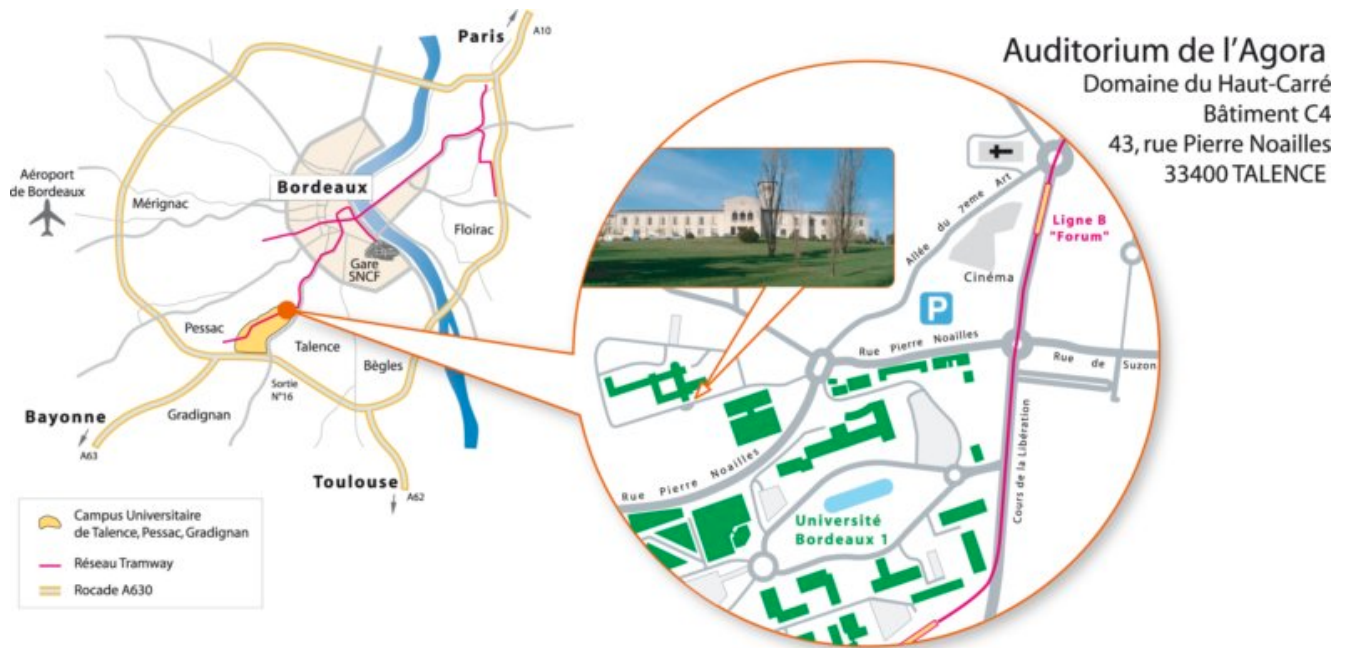 Paris
A10
Aéroport
de Bordeaux
Mérignac
Bordeaux
Floirac
Gare
SNCF
Pessac
Talence
Bègles
Sortie
N°16
Gradignan
Bayonne
A63
Toulouse
A62
Campus Universitaire
de Talence, Pessac, Gradignan
Réseau Tramway
Rocade A630
Auditorium de l'Agora
Domaine du Haut-Carré
Bâtiment C4
43, rue Pierre Noailles
33400 TALENCE
Allée du 7eme Art
Ligne B
"Forum"
Cinéma
P
Rue Pierre Noailles
Rue de Suzon
Cours de la Libération
Rue Pierre Noailles
Université
Bordeaux 1